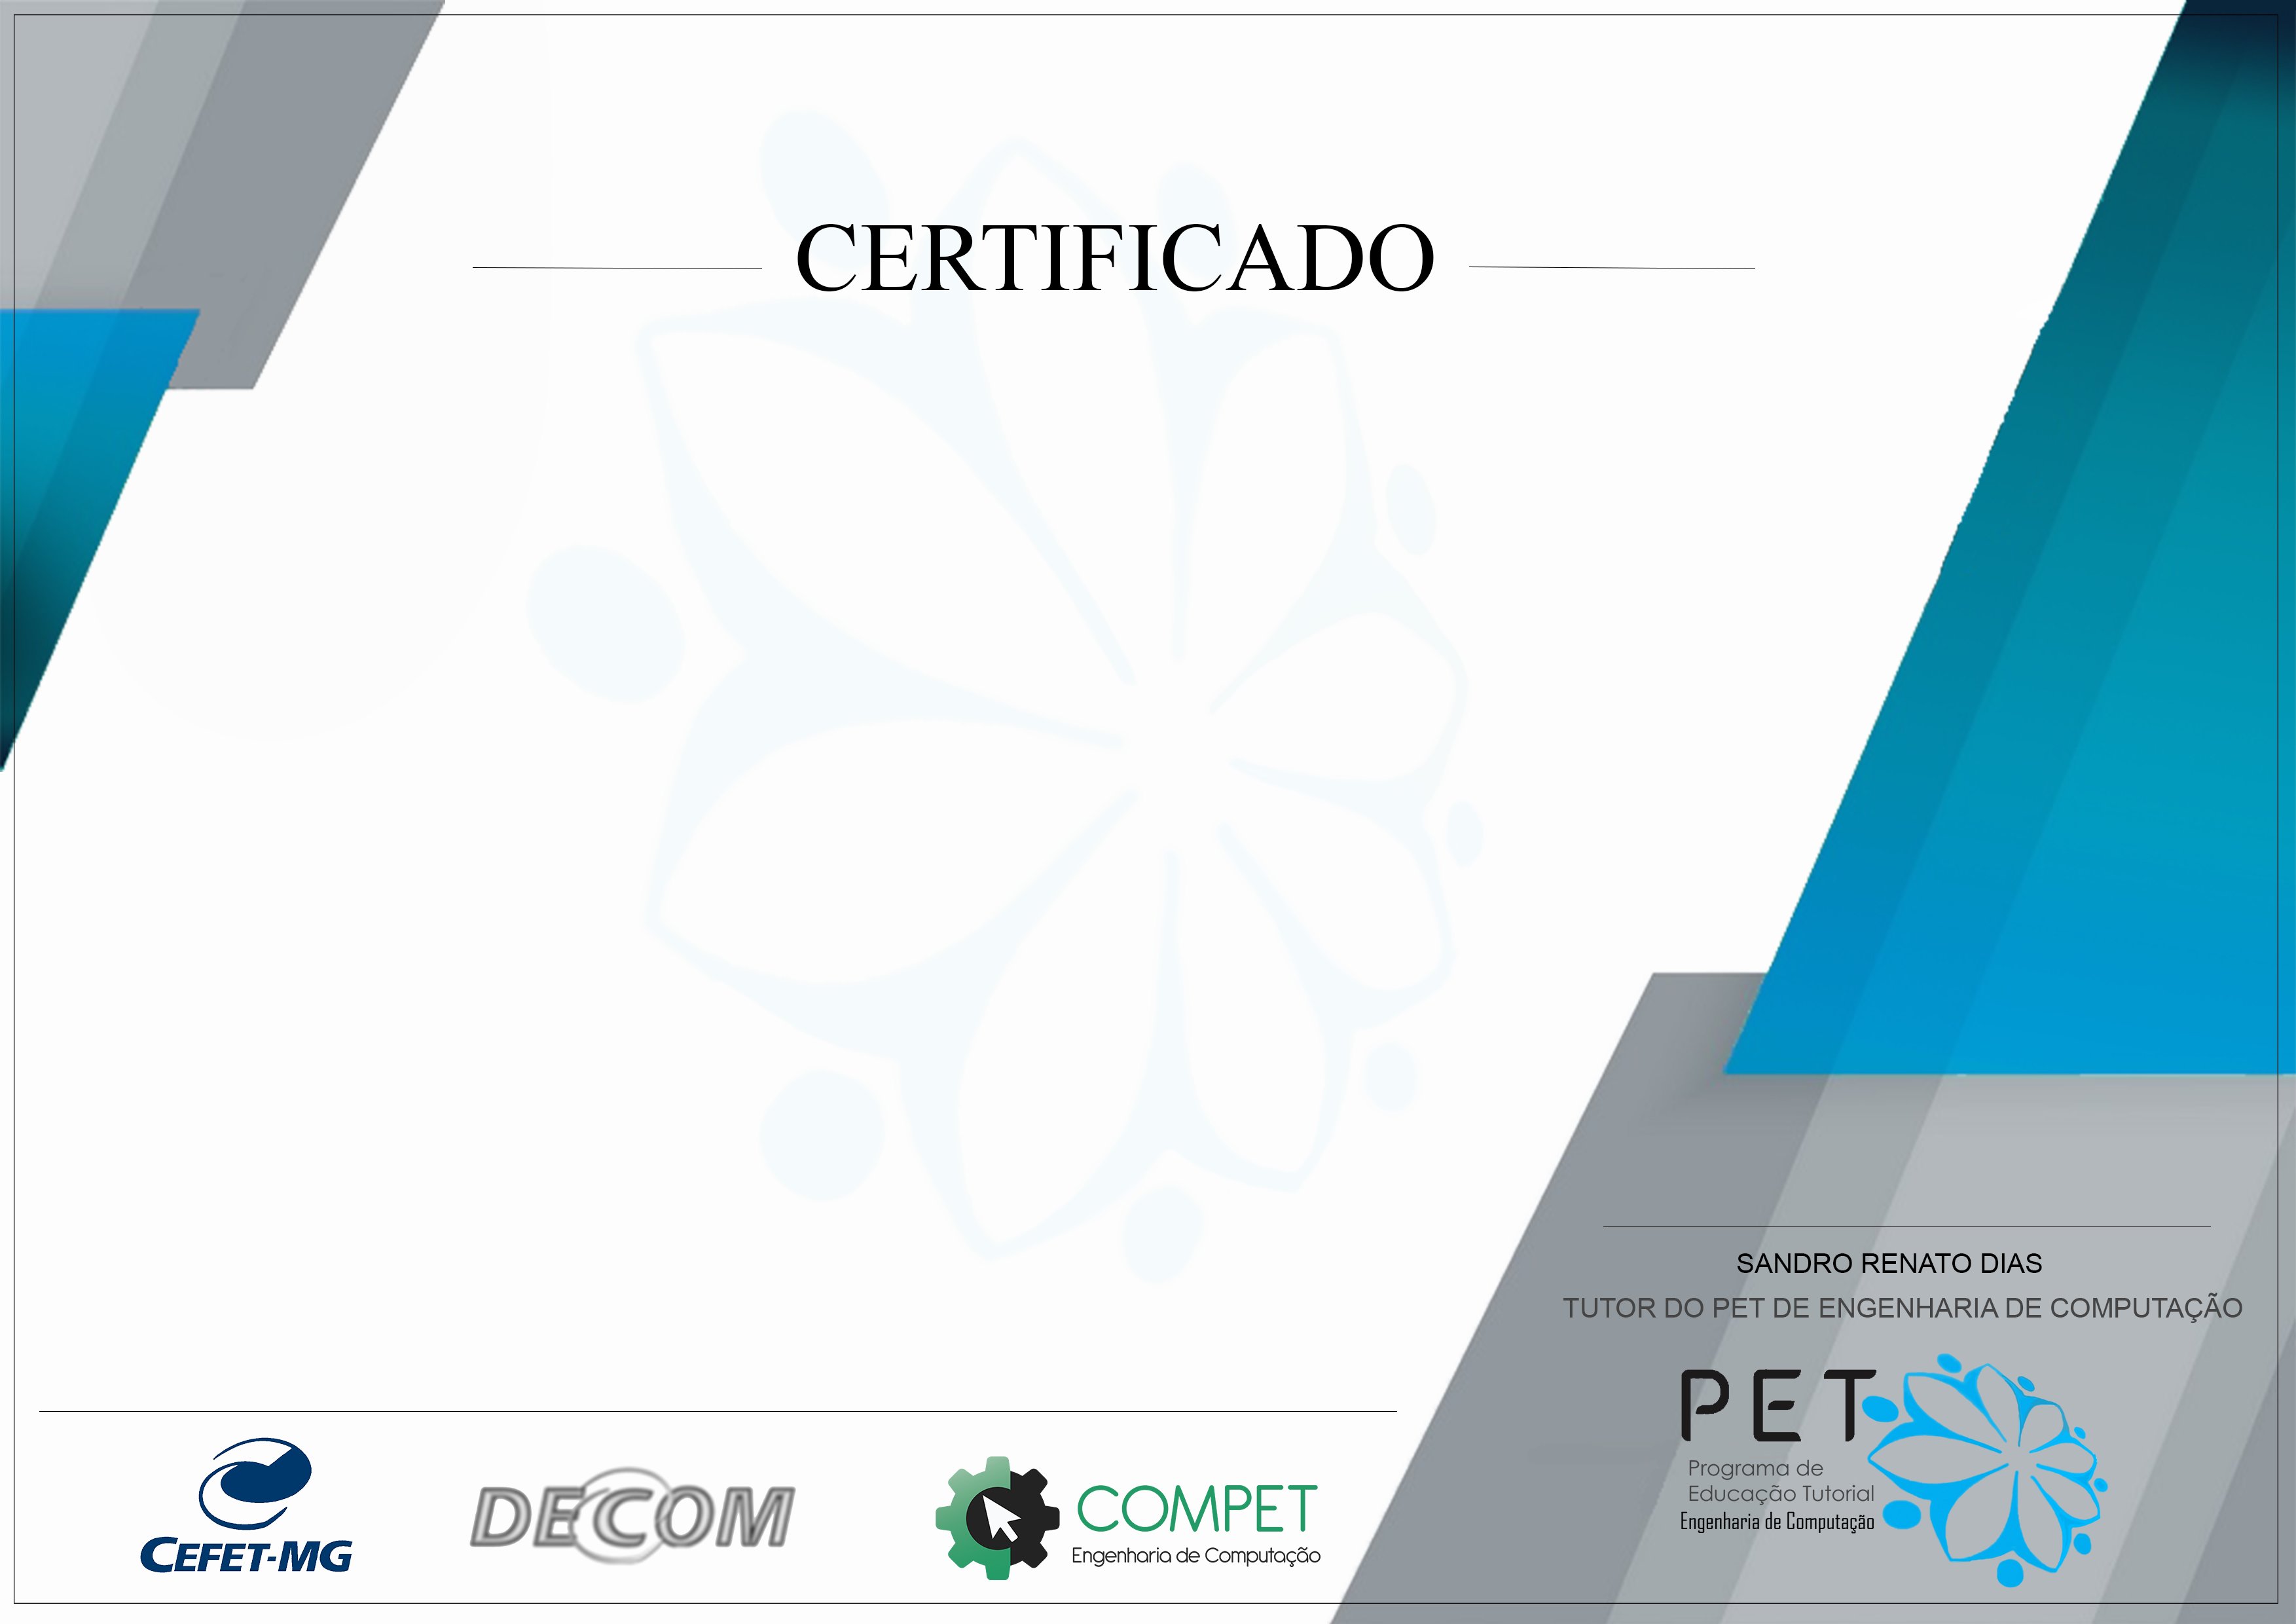 CERTIFICADO
SANDRO RENATO DIAS
TUTOR DO PET DE ENGENHARIA DE COMPUTAÇÃO
PET
Programa de
Educação Tutorial
Engenharia de Computação
CEFET-MG
DECOM
COMPET
Engenharia de Computação